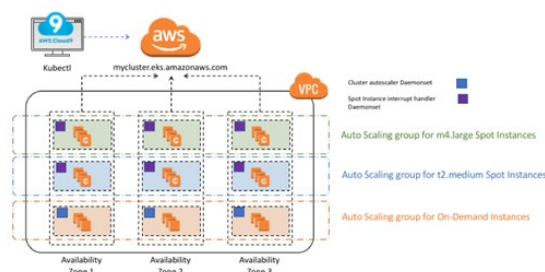 9
AWS Cloud9
aws
Kubectl
mycluster.eks.amazonaws.com
VPC
Cluster autoscaler Daemonset
Spot Instance interrupt handler
Daemonset
Auto Scaling group for m4.large Spot Instances
Auto Scaling group for t2.medium Spot Instances
Auto Scaling group for On-Demand Instances
C C C
C C C
Availability
Zone 1
Availability
Zone 2
Availability
Zone 3